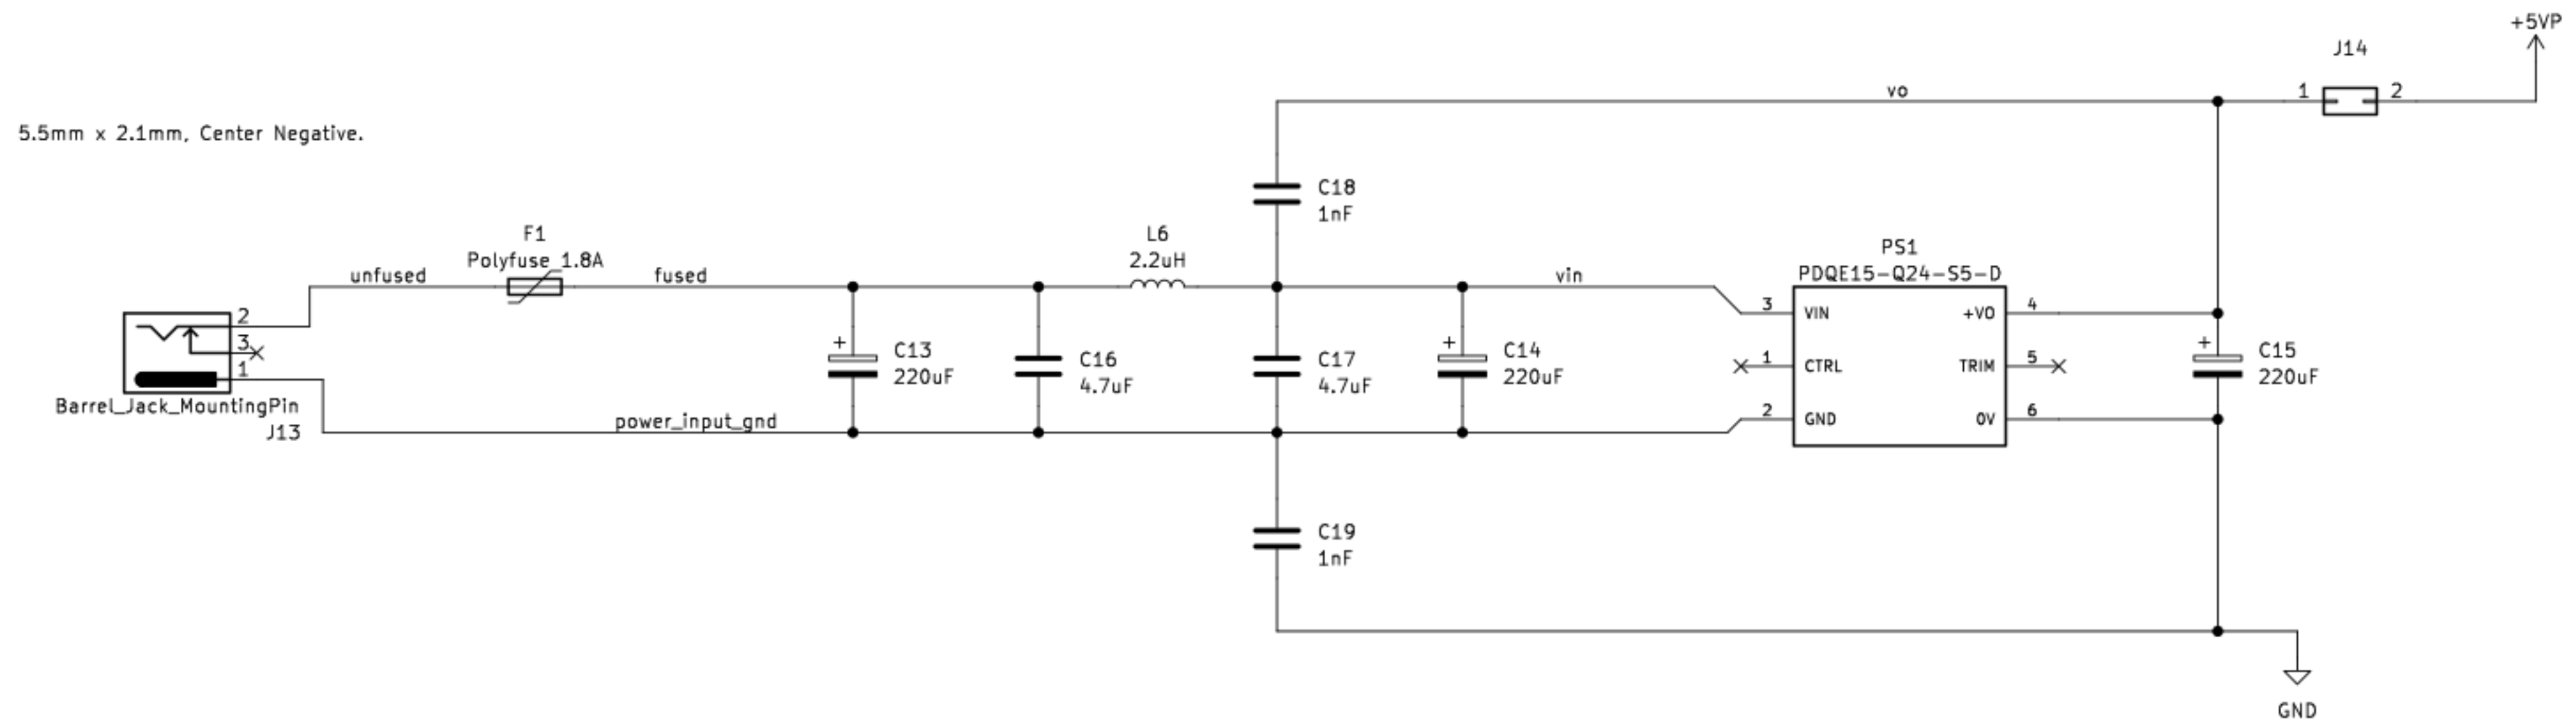 +5VP
J14
vo
1
2
5.5mm x 2.1mm, Center Negative.
C18
1nF
F1
Polyfuse 1.8A
unfused
fused
L6
2.2uH
vin
PS1
PDQE15-Q24-S5-D
2
3
1
Barrel_Jack_MountingPin
J13
power_input_gnd
+
C13
220uF
C16
4.7uF
C17
4.7uF
+
C14
220uF
3
VIN
+VO
4
1
CTRL
TRIM
5
2
GND
0V
6
+
C15
220uF
C19
1nF
GND